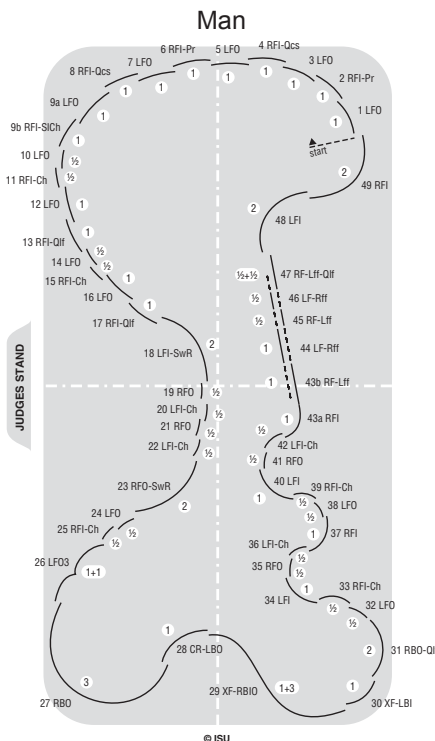 Man
6 RFI-Pr
5 LFO
4 RFI-Qcs
7 LFO
3 LFO
8 RFI-Qcs
2 RFI-Pr
9a LFO
1 LFO
9b RFI-SlCh
10 LFO
11 RFI-Ch
12 LFO
13 RFI-Qlf
14 LFO
15 RFI-Ch
16 LFO
17 RFI-Qlf
18 LFI-SwR
19 RFO
20 LFI-Ch
21 RFO
22 LFI-Ch
23 RFO-SwR
24 LFO
25 RFI-Ch
26 LFO3
27 RBO
28 CR-LBO
29 XF-RBIO
30 XF-LBI
31 RBO-QI
32 LFO
33 RFI-Ch
34 LFI
35 RFO
36 LFI-Ch
37 RFI
38 LFO
39 RFI-Ch
40 LFI
41 RFO
42 LFI-Ch
43a RFI
43b RF-Lff
44 LF-Rff
45 RF-Lff
46 LF-Rff
47 RF-Lff-Qlf
48 LFI
49 RFI
start
JUDGES STAND
1
1
1
1
1
1
1
1
1
1
1
½
½
1
1
½
½
1
1
2
½
½
½
½
2
½
½
1+1
3
1
1+3
1
2
½
½
1
½
½
1
½
½
1
½
½
1
1
1
½
½
½+½
2
2
© ISU